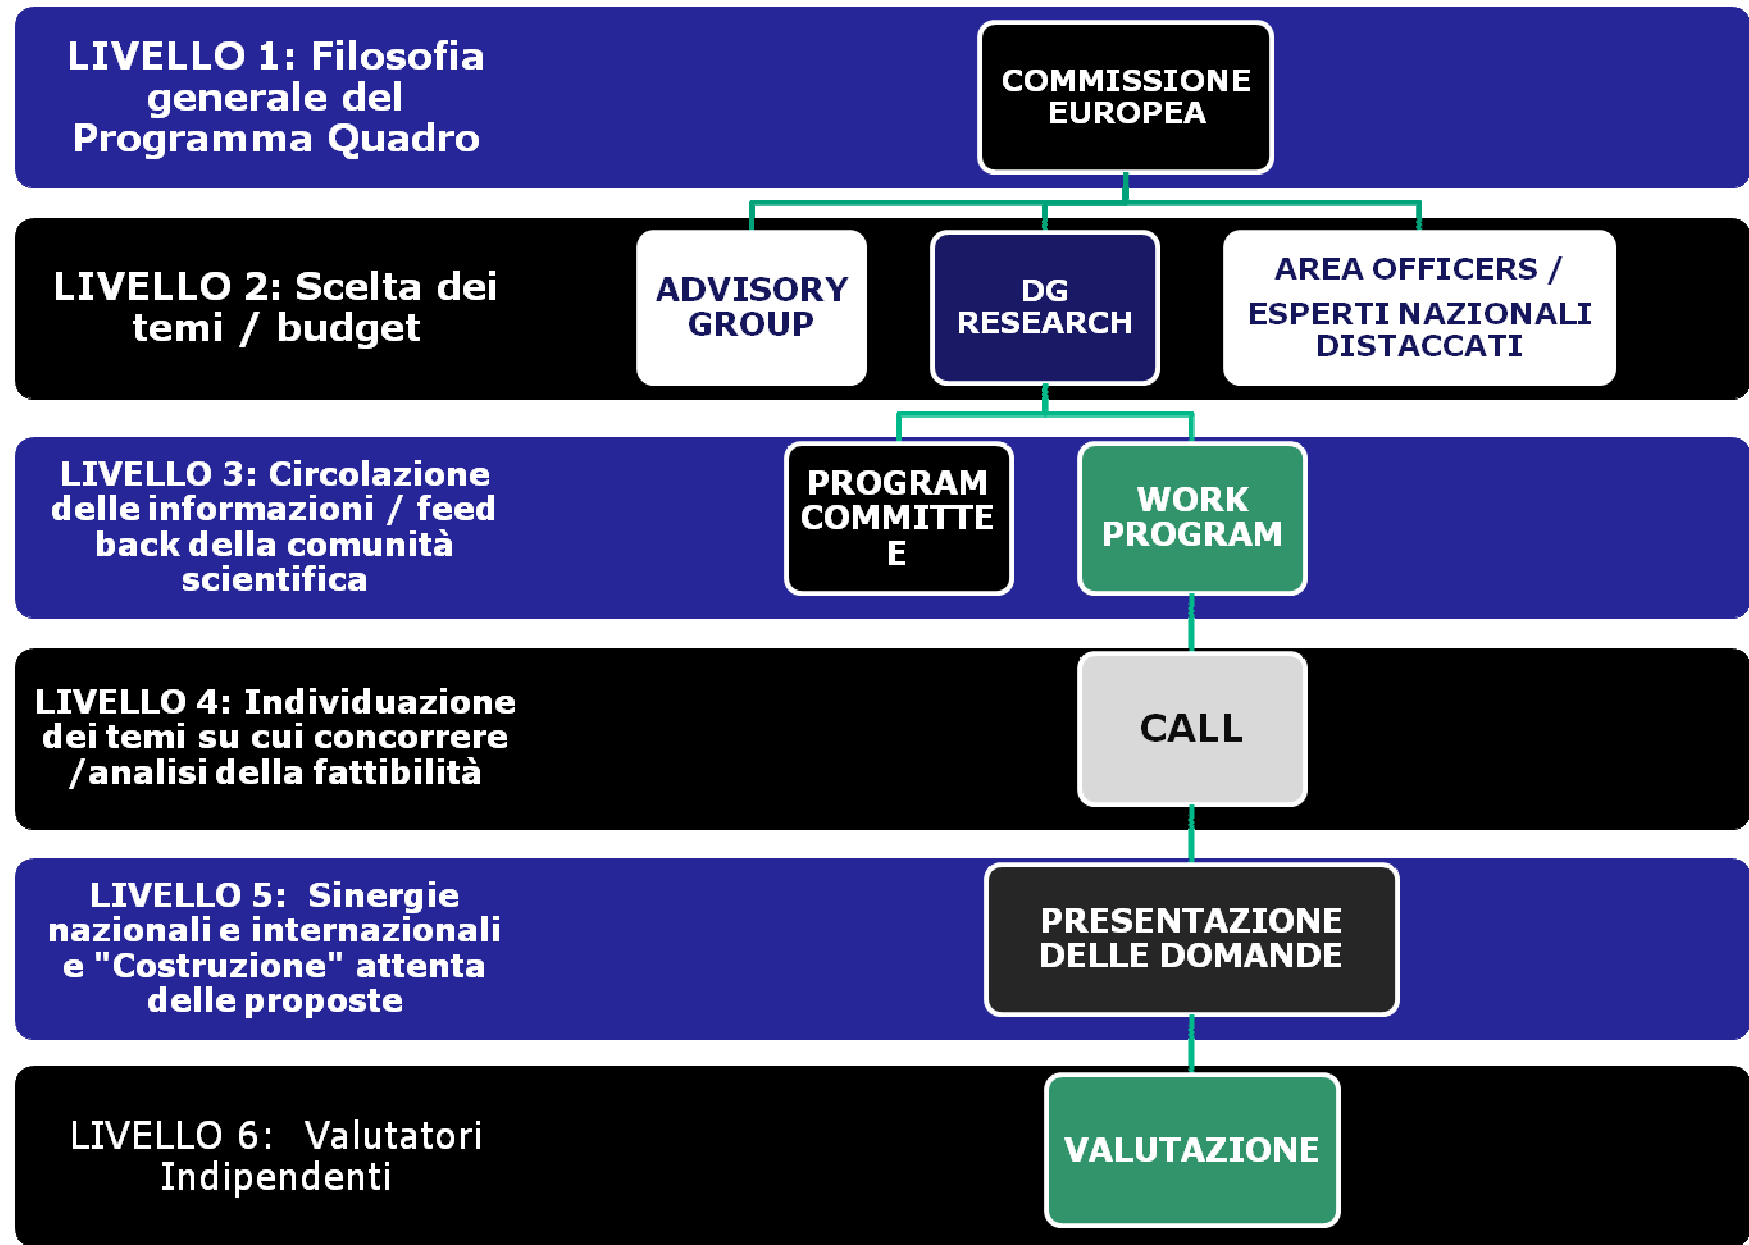 LIVELLO 1: Filosofia
generale del
Programma Quadro
COMMISSIONE
EUROPEA
LIVELLO 2: Scelta dei
temi / budget
ADVISORY
GROUP
DG
RESEARCH
AREA OFFICERS /
ESPERTI NAZIONALI
DISTACCATI
LIVELLO 3: Circolazione
delle informazioni / feed
back della comunità
scientifica
PROGRAM
COMMITTE
E
WORK
PROGRAM
LIVELLO 4: Individuazione
dei temi su cui concorrere
/analisi della fattibilità
CALL
LIVELLO 5: Sinergie
nazionali e internazionali
e "Costruzione" attenta
delle proposte
PRESENTAZIONE
DELLE DOMANDE
LIVELLO 6: Valutatori
Indipendenti
VALUTAZIONE